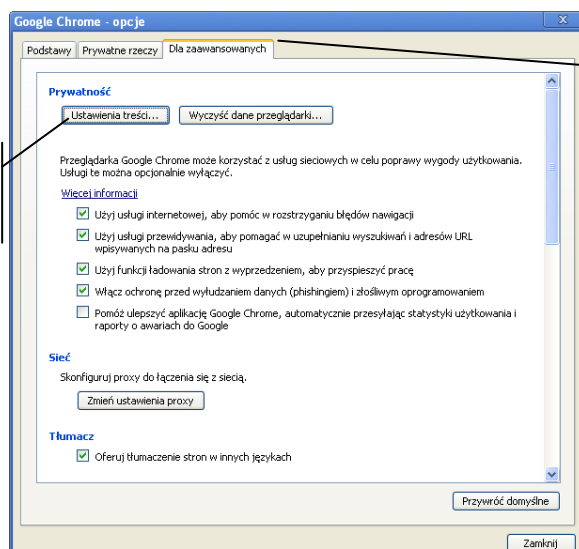 Google Chrome - opcje
Podstawy Prywatne rzeczy Dla zaawansowanych
Prywatność
Ustawienia treści... Wyczyść dane przeglądarki...
Przeglądarka Google Chrome może korzystać z usług sieciowych w celu poprawy wygody użytkowania.
Usługi te można opcjonalnie wyłączyć.
Więcej informacji
Użyj usługi internetowej, aby pomóc w rozstrzyganiu błędów nawigacji
Użyj usługi przewidywania, aby pomagać w uzupełnianiu wyszukiwań i adresów URL
wpisywanych na pasku adresu
Użyj funkcji ładowania stron z wyprzedzeniem, aby przyspieszyć pracę
Włącz ochronę przed wyłudzaniem danych (phishingiem) i złośliwym oprogramowaniem
Pomóż ulepszyć aplikację Google Chrome, automatycznie przesyłając statystyki użytkowania i
raporty o awariach do Google
Sieć
Skonfiguruj proxy do łączenia się z siecią.
Zmień ustawienia proxy
Tłumacz
Oferuj tłumaczenie stron w innych językach
Przywróć domyślne
Zamknij